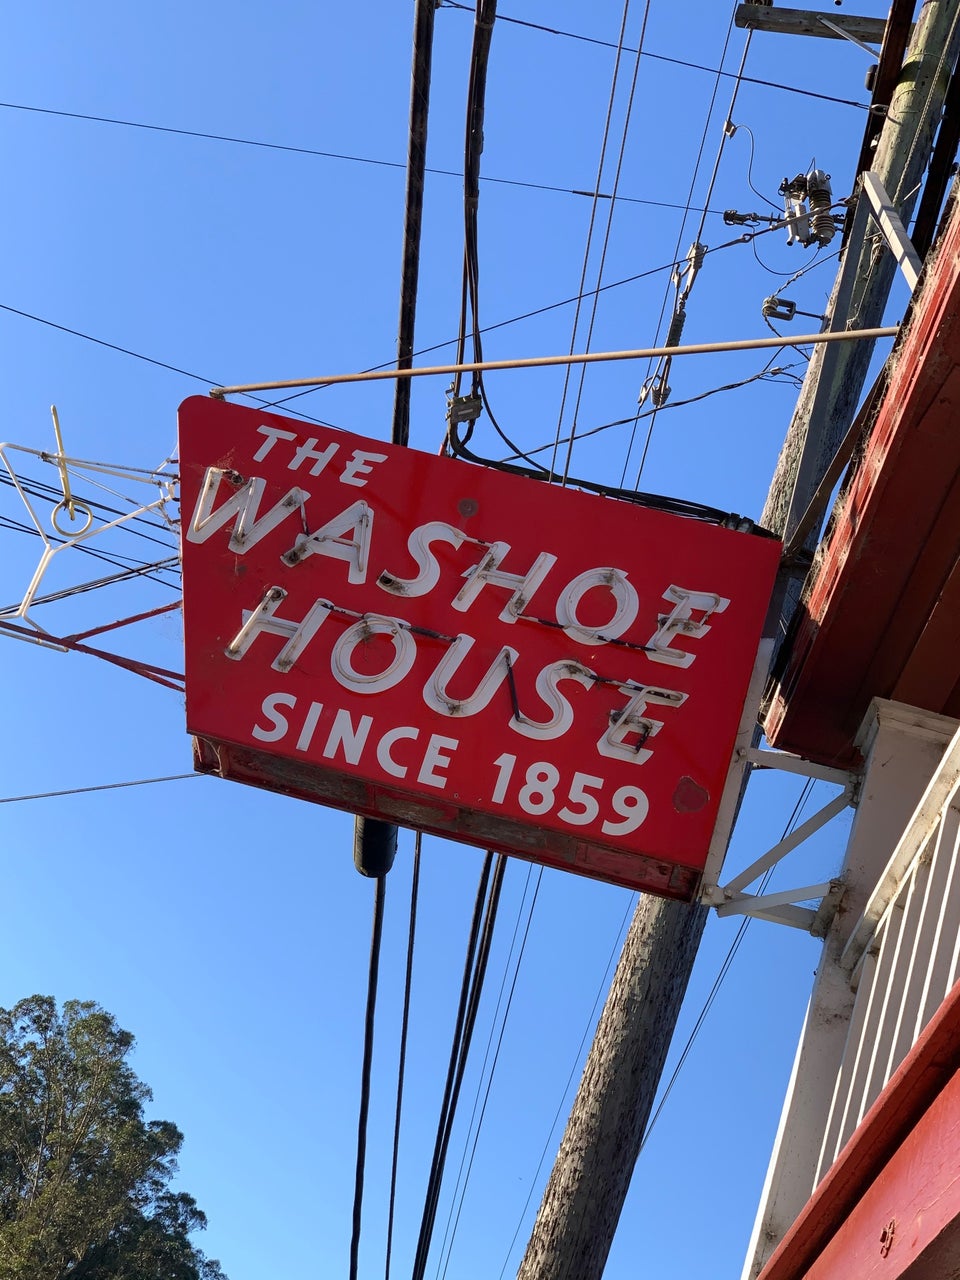 THE
WASHOE
HOUSE
SINCE 1859